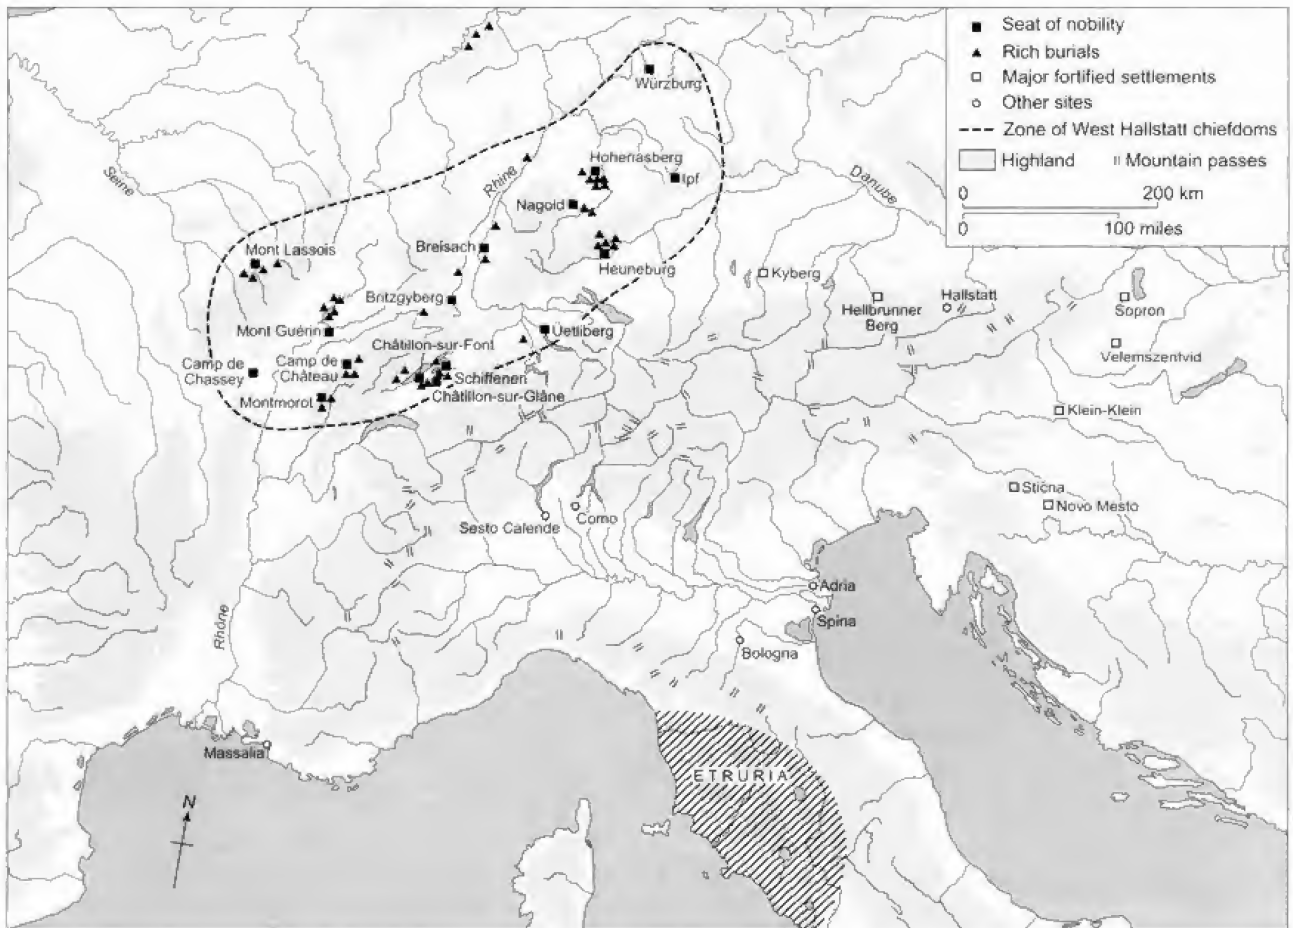 Seat of nobility
Rich burials
Major fortified settlements
Other sites
Zone of West Hallstatt chiefdoms
Highland
Mountain passes
0
200 km
0
100 miles
Würzburg
Hohenasberg
Ipf
Rhine
Seine
Danube
Nagold
Mont Lassois
Breisach
Heuneburg
Kyberg
Britzgyberg
Hellbrunner
Berg
Hallstatt
Sopron
Mont Guérin
Uetliberg
Châtillon-sur-Font
Velemszentvid
Camp de
Chassey
Camp de
Château
Schiffenen
Châtillon-sur-Glâne
Montmorot
Klein-Klein
Stična
Novo Mesto
Sesto Calende
Como
Adria
Spina
Rhône
Bologna
Massalia
ETRURIA
N